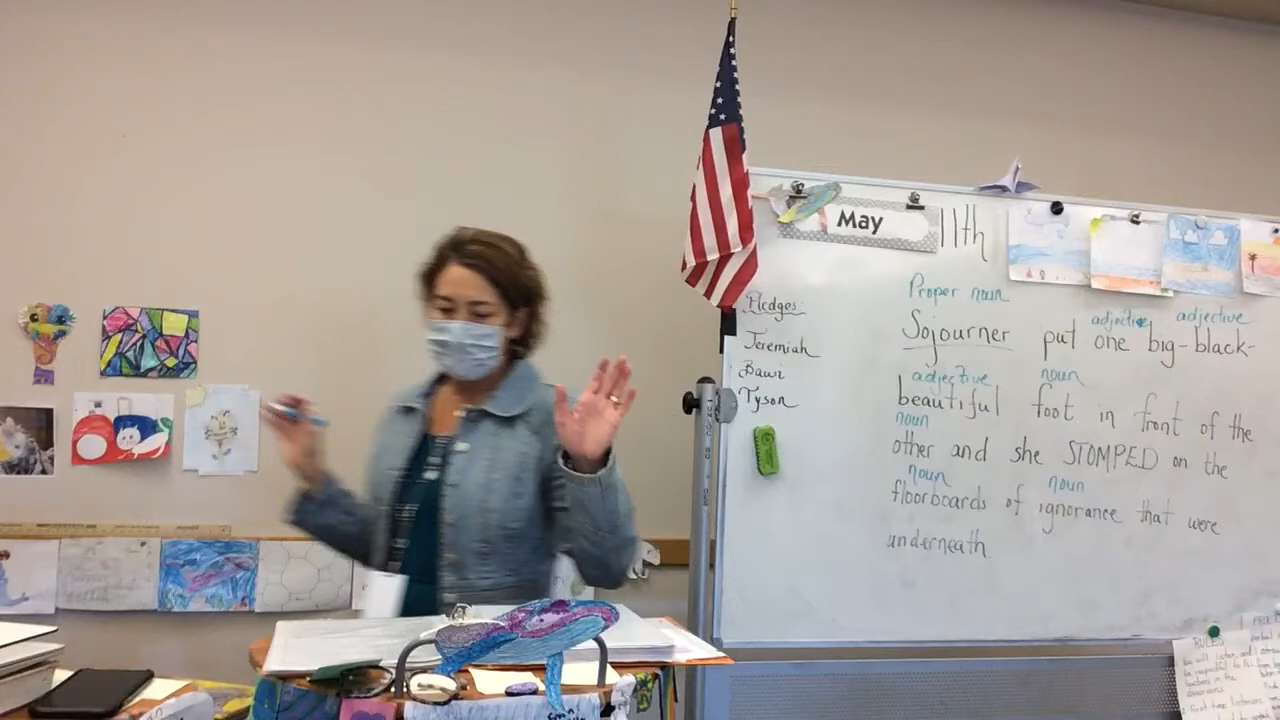 May 11th
Pledges:
Jeremiah
Bawi
Tyson
Proper noun
adjective adjective
Sojourner put one big-black-
adjective noun
beautiful foot in front of the
noun
other and she STOMPED on the
noun noun
floorboards of ignorance that were
underneath
RULES